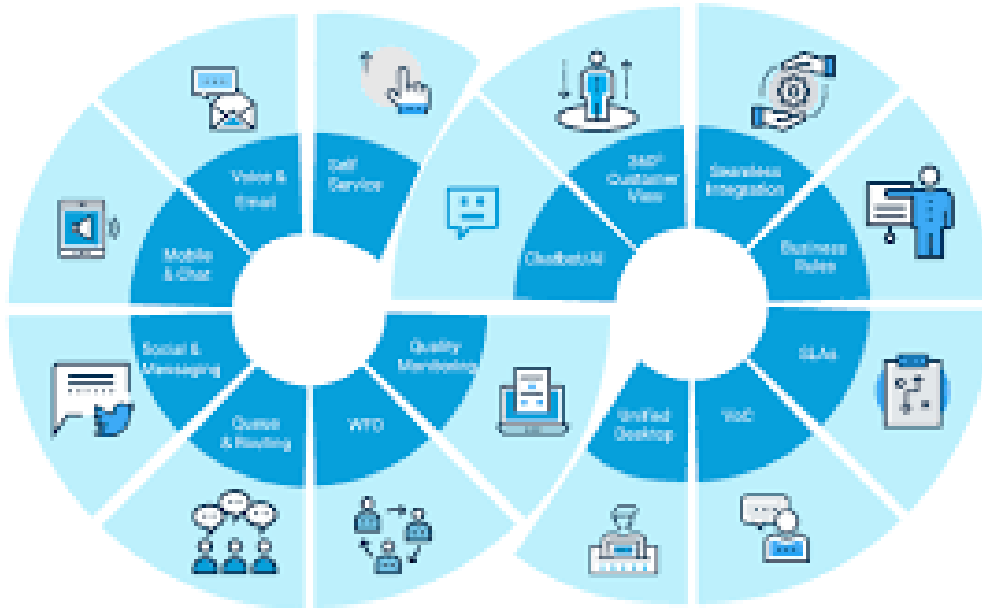 Voice &
Email
Self
Service
Mobile
& Chat
Social &
Messaging
Queue
& Routing
WFO
Quality
Monitoring
Chatbot/AI
360°
Customer
View
Seamless
Integration
Business
Rules
SLAs
VoC
Unified
Desktop